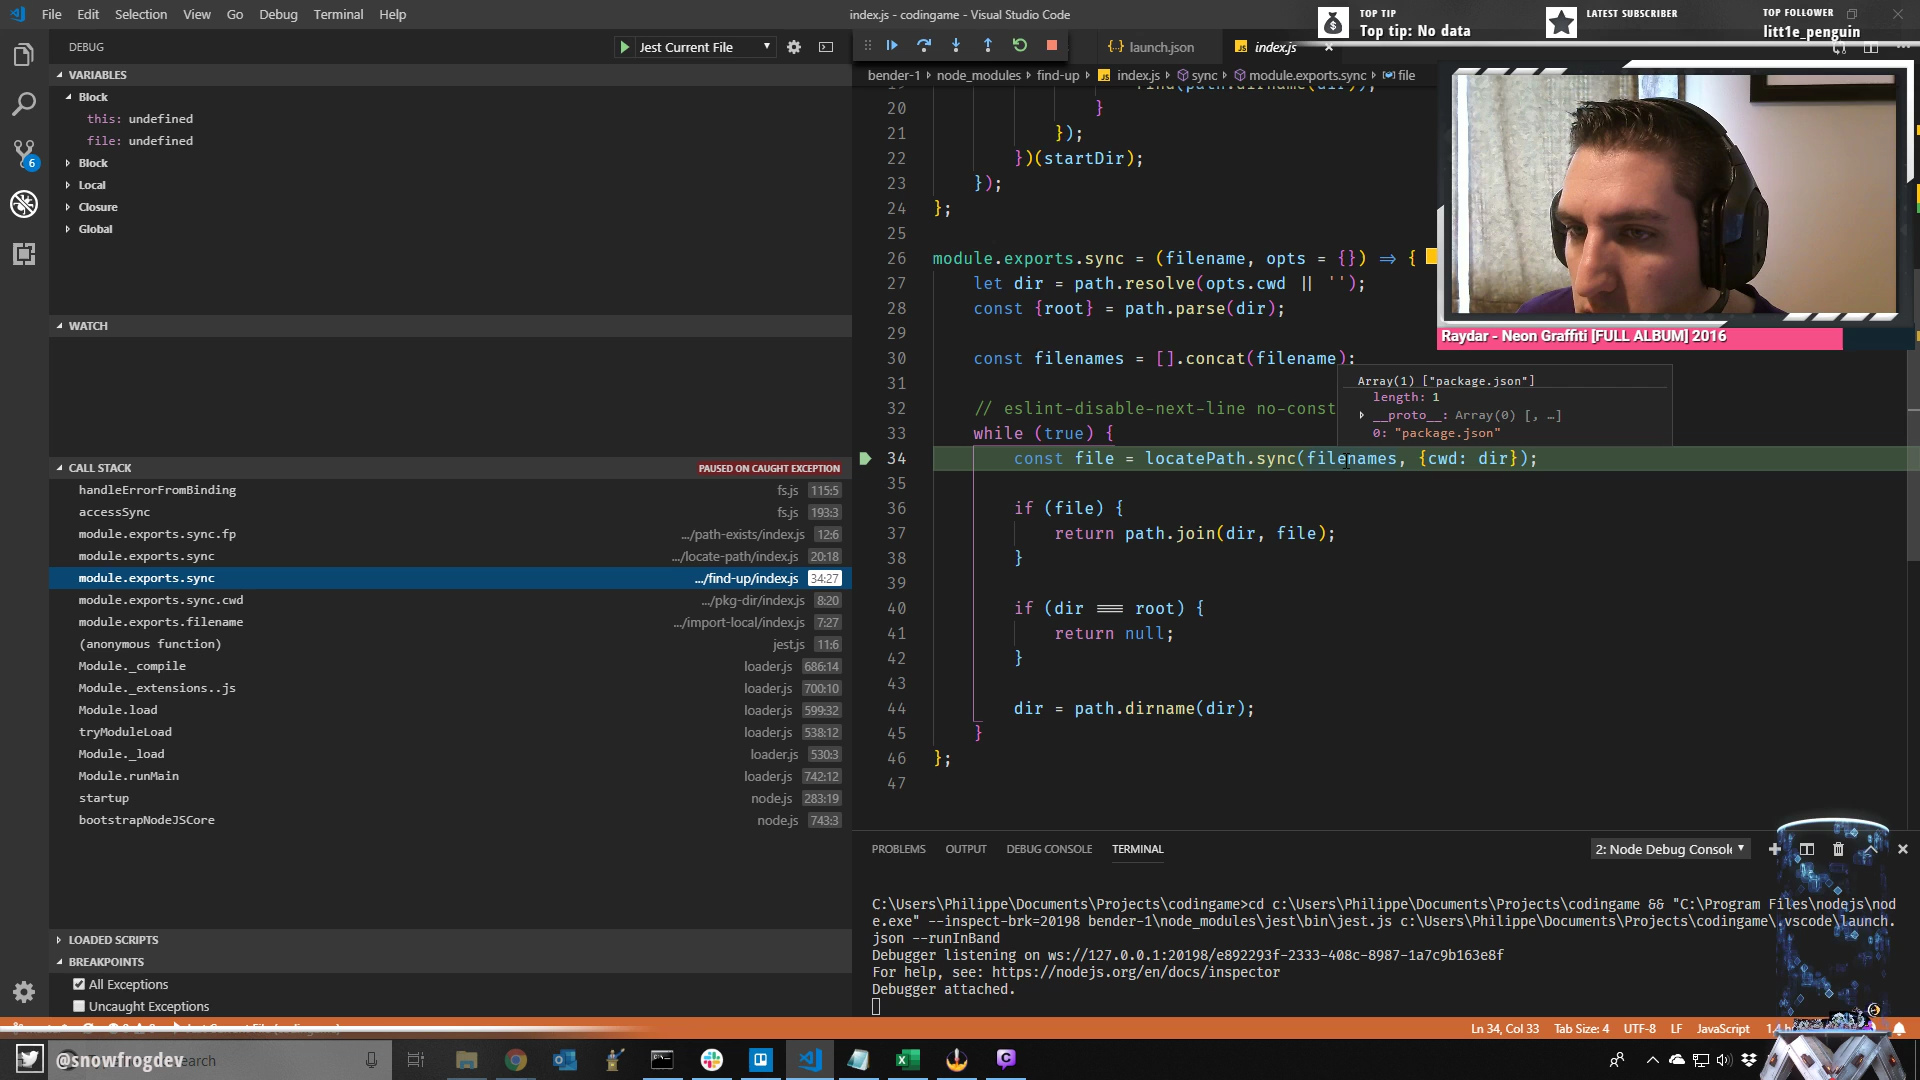 File Edit Selection View Go Debug Terminal Help
index.js - codingame - Visual Studio Code
TOP TIP
Top tip: No data
LATEST SUBSCRIBER
TOP FOLLOWER
litt1e_penguin
DEBUG
Jest Current File
launch.json
index.js
VARIABLES
Block
this: undefined
file: undefined
Block
Local
Closure
Global
WATCH
CALL STACK
PAUSED ON CAUGHT EXCEPTION
handleErrorFromBinding fs.js 115:5
accessSync fs.js 193:3
module.exports.sync.fp .../path-exists/index.js 12:6
module.exports.sync .../locate-path/index.js 20:18
module.exports.sync .../find-up/index.js 34:27
module.exports.sync.cwd .../pkg-dir/index.js 8:20
module.exports.filename .../import-local/index.js 7:27
(anonymous function) jest.js 11:6
Module._compile loader.js 686:14
Module._extensions..js loader.js 700:10
Module.load loader.js 599:32
tryModuleLoad loader.js 538:12
Module._load loader.js 530:3
Module.runMain loader.js 742:12
startup node.js 283:19
bootstrapNodeJSCore node.js 743:3
LOADED SCRIPTS
BREAKPOINTS
All Exceptions
Uncaught Exceptions
6
bender-1 node_modules find-up index.js sync module.exports.sync file
20 }
21 });
22 })(startDir);
23 });
24 };
25
26 module.exports.sync = (filename, opts = {}) => {
27 let dir = path.resolve(opts.cwd || '');
28 const {root} = path.parse(dir);
29
30 const filenames = [].concat(filename);
31
32 // eslint-disable-next-line no-const
33 while (true) {
34 const file = locatePath.sync(filenames, {cwd: dir});
35
36 if (file) {
37 return path.join(dir, file);
38 }
39
40 if (dir === root) {
41 return null;
42 }
43
44 dir = path.dirname(dir);
45 }
46 };
47
Array(1) ["package.json"]
length: 1
__proto__: Array(0) [, …]
0: "package.json"
Raydar - Neon Graffiti [FULL ALBUM] 2016
PROBLEMS OUTPUT DEBUG CONSOLE TERMINAL
2: Node Debug Console
C:\Users\Philippe\Documents\Projects\codingame>cd c:\Users\Philippe\Documents\Projects\codingame && "C:\Program Files\nodejs\nod
e.exe" --inspect-brk=20198 bender-1\node_modules\jest\bin\jest.js c:\Users\Philippe\Documents\Projects\codingame\.vscode\launch.
json --runInBand
Debugger listening on ws://127.0.0.1:20198/e892293f-2333-408c-8987-1a7c9b163e8f
For help, see: https://nodejs.org/en/docs/inspector
Debugger attached.
Ln 34, Col 33 Tab Size: 4 UTF-8 LF JavaScript
@snowfrogdev